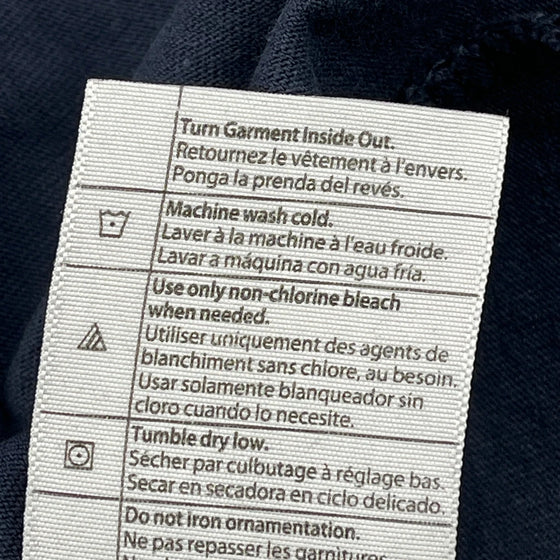 Turn Garment Inside Out.
Retournez le vêtement à l'envers.
Ponga la prenda del revés.
Machine wash cold.
Laver à la machine à l'eau froide.
Lavar a máquina con agua fría.
Use only non-chlorine bleach
when needed.
Utiliser uniquement des agents de
blanchiment sans chlore, au besoin.
Usar solamente blanqueador sin
cloro cuando lo necesite.
Tumble dry low.
Sécher par culbutage à réglage bas.
Secar en secadora en ciclo delicado.
Do not iron ornamentation.
Ne pas repasser les garnitures.